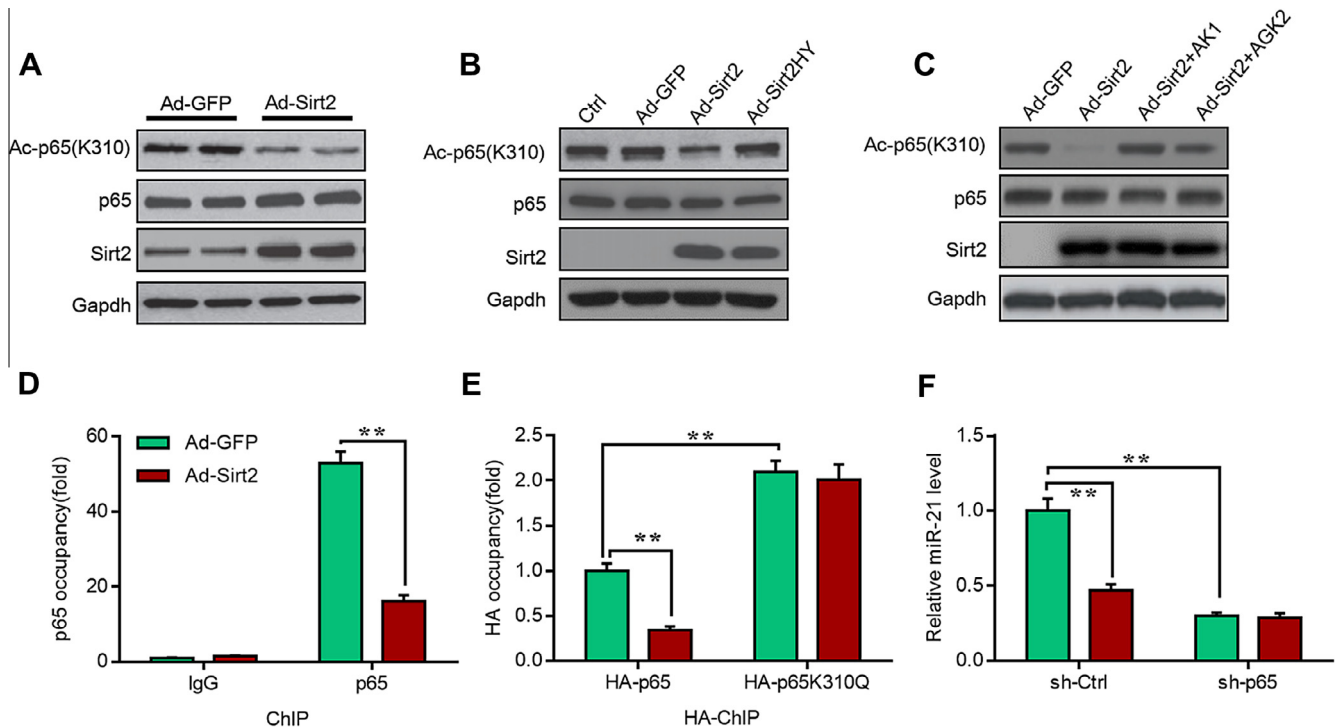 A
Ad-GFP Ad-Sirt2
Ac-p65(K310)
p65
Sirt2
Gapdh
B
Ctrl Ad-GFP Ad-Sirt2 Ad-Sirt2HY
Ac-p65(K310)
p65
Sirt2
Gapdh
C
Ad-GFP Ad-Sirt2 Ad-Sirt2+AK1 Ad-Sirt2+AGK2
Ac-p65(K310)
p65
Sirt2
Gapdh
D
p65 occupancy(fold)
60
40
20
0
Ad-GFP
Ad-Sirt2
**
IgG p65
ChIP
E
HA occupancy(fold)
2.5
2.0
1.5
1.0
0.5
0.0
**
**
HA-p65 HA-p65K310Q
HA-ChIP
F
Relative miR-21 level
1.5
1.0
0.5
0.0
**
**
sh-Ctrl sh-p65